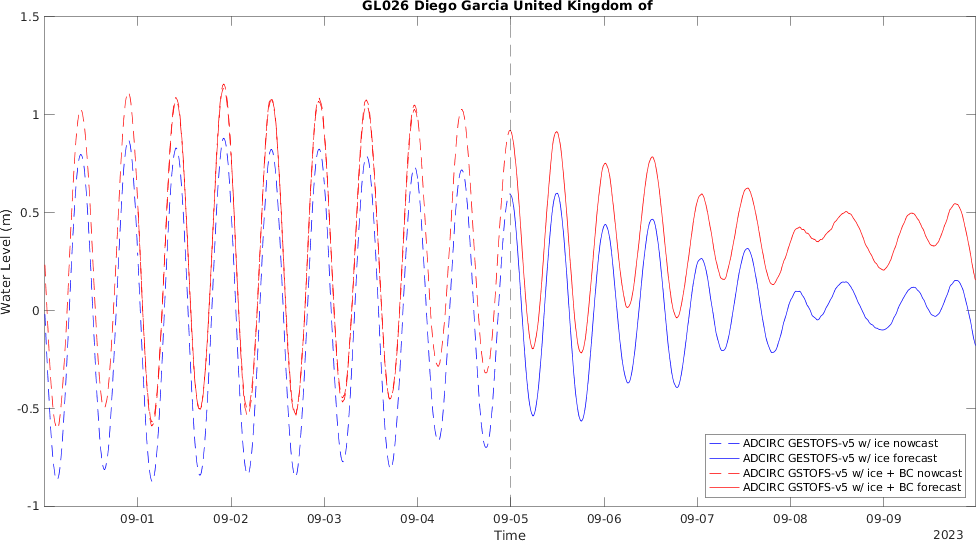 GL026 Diego Garcia United Kingdom of
1.5
1
0.5
0
-0.5
-1
Water Level (m)
09-01 09-02 09-03 09-04 09-05 09-06 09-07 09-08 09-09
Time
2023
ADCIRC GESTOFS-v5 w/ ice nowcast
ADCIRC GESTOFS-v5 w/ ice forecast
ADCIRC GSTOFS-v5 w/ ice + BC nowcast
ADCIRC GSTOFS-v5 w/ ice + BC forecast